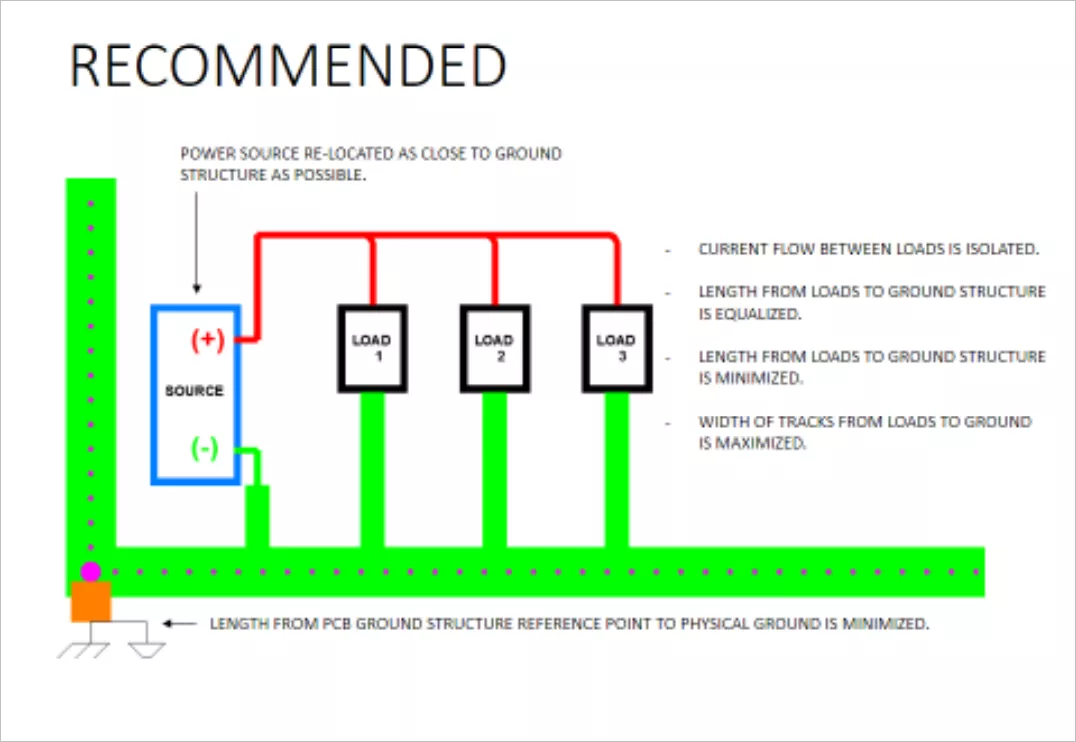 RECOMMENDED
POWER SOURCE RE-LOCATED AS CLOSE TO GROUND
STRUCTURE AS POSSIBLE.
- CURRENT FLOW BETWEEN LOADS IS ISOLATED.
- LENGTH FROM LOADS TO GROUND STRUCTURE
IS EQUALIZED.
- LENGTH FROM LOADS TO GROUND STRUCTURE
IS MINIMIZED.
- WIDTH OF TRACKS FROM LOADS TO GROUND
IS MAXIMIZED.
(+)
SOURCE
(-)
LOAD
1
LOAD
2
LOAD
3
LENGTH FROM PCB GROUND STRUCTURE REFERENCE POINT TO PHYSICAL GROUND IS MINIMIZED.